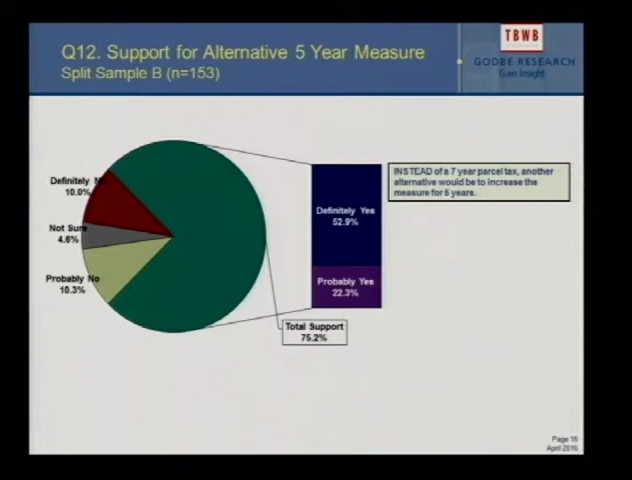 Q12. Support for Alternative 5 Year Measure
Split Sample B (n=153)
TBWB
GODBE RESEARCH
Gain Insight
Definitely No
10.0%
Not Sure
4.6%
Probably No
10.3%
Definitely Yes
52.9%
Probably Yes
22.3%
Total Support
75.2%
INSTEAD of a 7 year parcel tax, another
alternative would be to increase the
measure for 5 years.
Page 16
April 2016